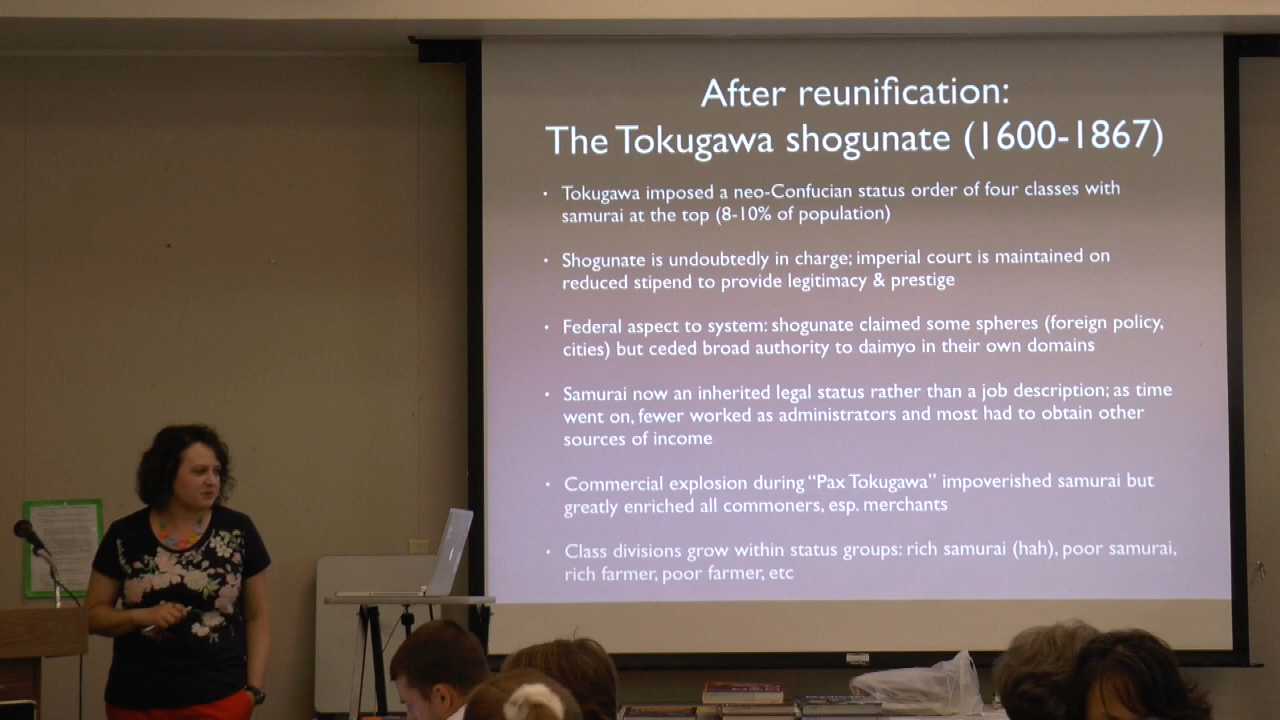 After reunification:
The Tokugawa shogunate (1600-1867)
• Tokugawa imposed a neo-Confucian status order of four classes with
samurai at the top (8-10% of population)
• Shogunate is undoubtedly in charge; imperial court is maintained on
reduced stipend to provide legitimacy & prestige
• Federal aspect to system: shogunate claimed some spheres (foreign policy,
cities) but ceded broad authority to daimyo in their own domains
• Samurai now an inherited legal status rather than a job description; as time
went on, fewer worked as administrators and most had to obtain other
sources of income
• Commercial explosion during “Pax Tokugawa” impoverished samurai but
greatly enriched all commoners, esp. merchants
• Class divisions grow within status groups: rich samurai (hah), poor samurai,
rich farmer, poor farmer, etc